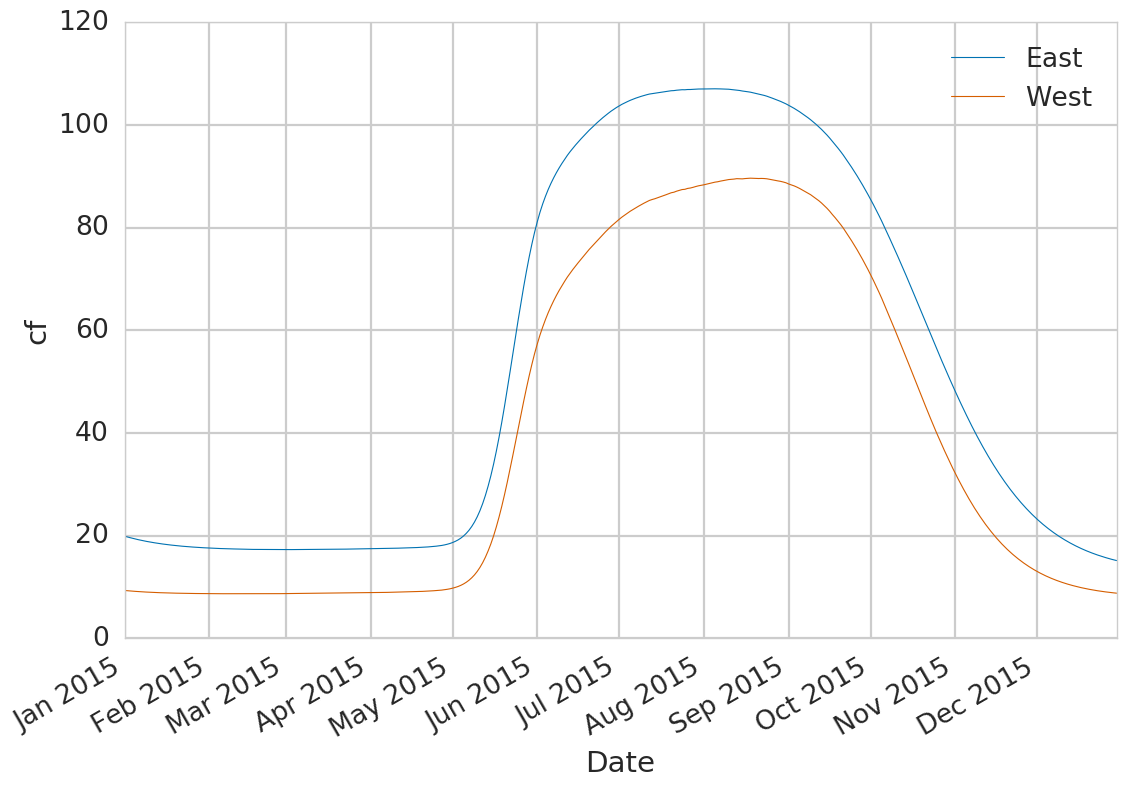 120
100
80
60
40
20
0
cf
East
West
Jan 2015
Feb 2015
Mar 2015
Apr 2015
May 2015
Jun 2015
Jul 2015
Aug 2015
Sep 2015
Oct 2015
Nov 2015
Dec 2015
Date